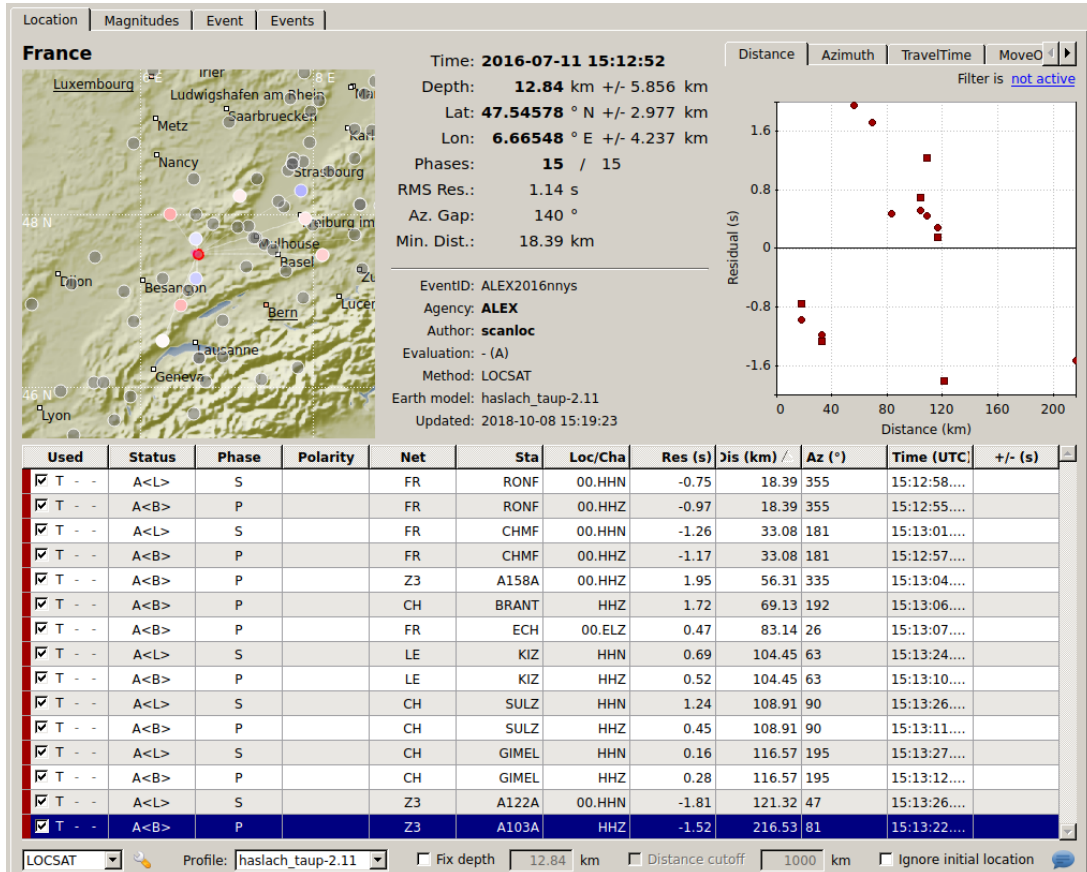 Location Magnitudes Event Events
France
6 E 8 E
Luxembourg
Ludwigshafen am Rhein
Saarbruecken
Metz
Nancy
Strasbourg
48 N
Freiburg im
Mulhouse
Basel
Dijon
Besancon
Bern
Lausanne
Geneva
46 N
Lyon
Time: 2016-07-11 15:12:52
Depth: 12.84 km +/- 5.856 km
Lat: 47.54578 ° N +/- 2.977 km
Lon: 6.66548 ° E +/- 4.237 km
Phases: 15 / 15
RMS Res.: 1.14 s
Az. Gap: 140 °
Min. Dist.: 18.39 km
EventID: ALEX2016nnys
Agency: ALEX
Author: scanloc
Evaluation: - (A)
Method: LOCSAT
Earth model: haslach_taup-2.11
Updated: 2018-10-08 15:19:23
Distance Azimuth TravelTime MoveO
Filter is not active
Residual (s)
1.6
0.8
0
-0.8
-1.6
0 40 80 120 160 200
Distance (km)
Used Status Phase Polarity Net Sta Loc/Cha Res (s) Dis (km) Az (°) Time (UTC) +/- (s)
T - - A<L> S FR RONF 00.HHN -0.75 18.39 355 15:12:58....
T - - A<B> P FR RONF 00.HHZ -0.97 18.39 355 15:12:55....
T - - A<L> S FR CHMF 00.HHN -1.26 33.08 181 15:13:01....
T - - A<B> P FR CHMF 00.HHZ -1.17 33.08 181 15:12:57....
T - - A<B> P Z3 A158A 00.HHZ 1.95 56.31 335 15:13:04....
T - - A<B> P CH BRANT HHZ 1.72 69.13 192 15:13:06....
T - - A<B> P FR ECH 00.ELZ 0.47 83.14 26 15:13:07....
T - - A<L> S LE KIZ HHN 0.69 104.45 63 15:13:24....
T - - A<B> P LE KIZ HHZ 0.52 104.45 63 15:13:10....
T - - A<L> S CH SULZ HHN 1.24 108.91 90 15:13:26....
T - - A<B> P CH SULZ HHZ 0.45 108.91 90 15:13:11....
T - - A<L> S CH GIMEL HHN 0.16 116.57 195 15:13:27....
T - - A<B> P CH GIMEL HHZ 0.28 116.57 195 15:13:12....
T - - A<L> S Z3 A122A 00.HHN -1.81 121.32 47 15:13:26....
T - - A<B> P Z3 A103A HHZ -1.52 216.53 81 15:13:22....
LOCSAT Profile: haslach_taup-2.11 Fix depth 12.84 km Distance cutoff 1000 km Ignore initial location